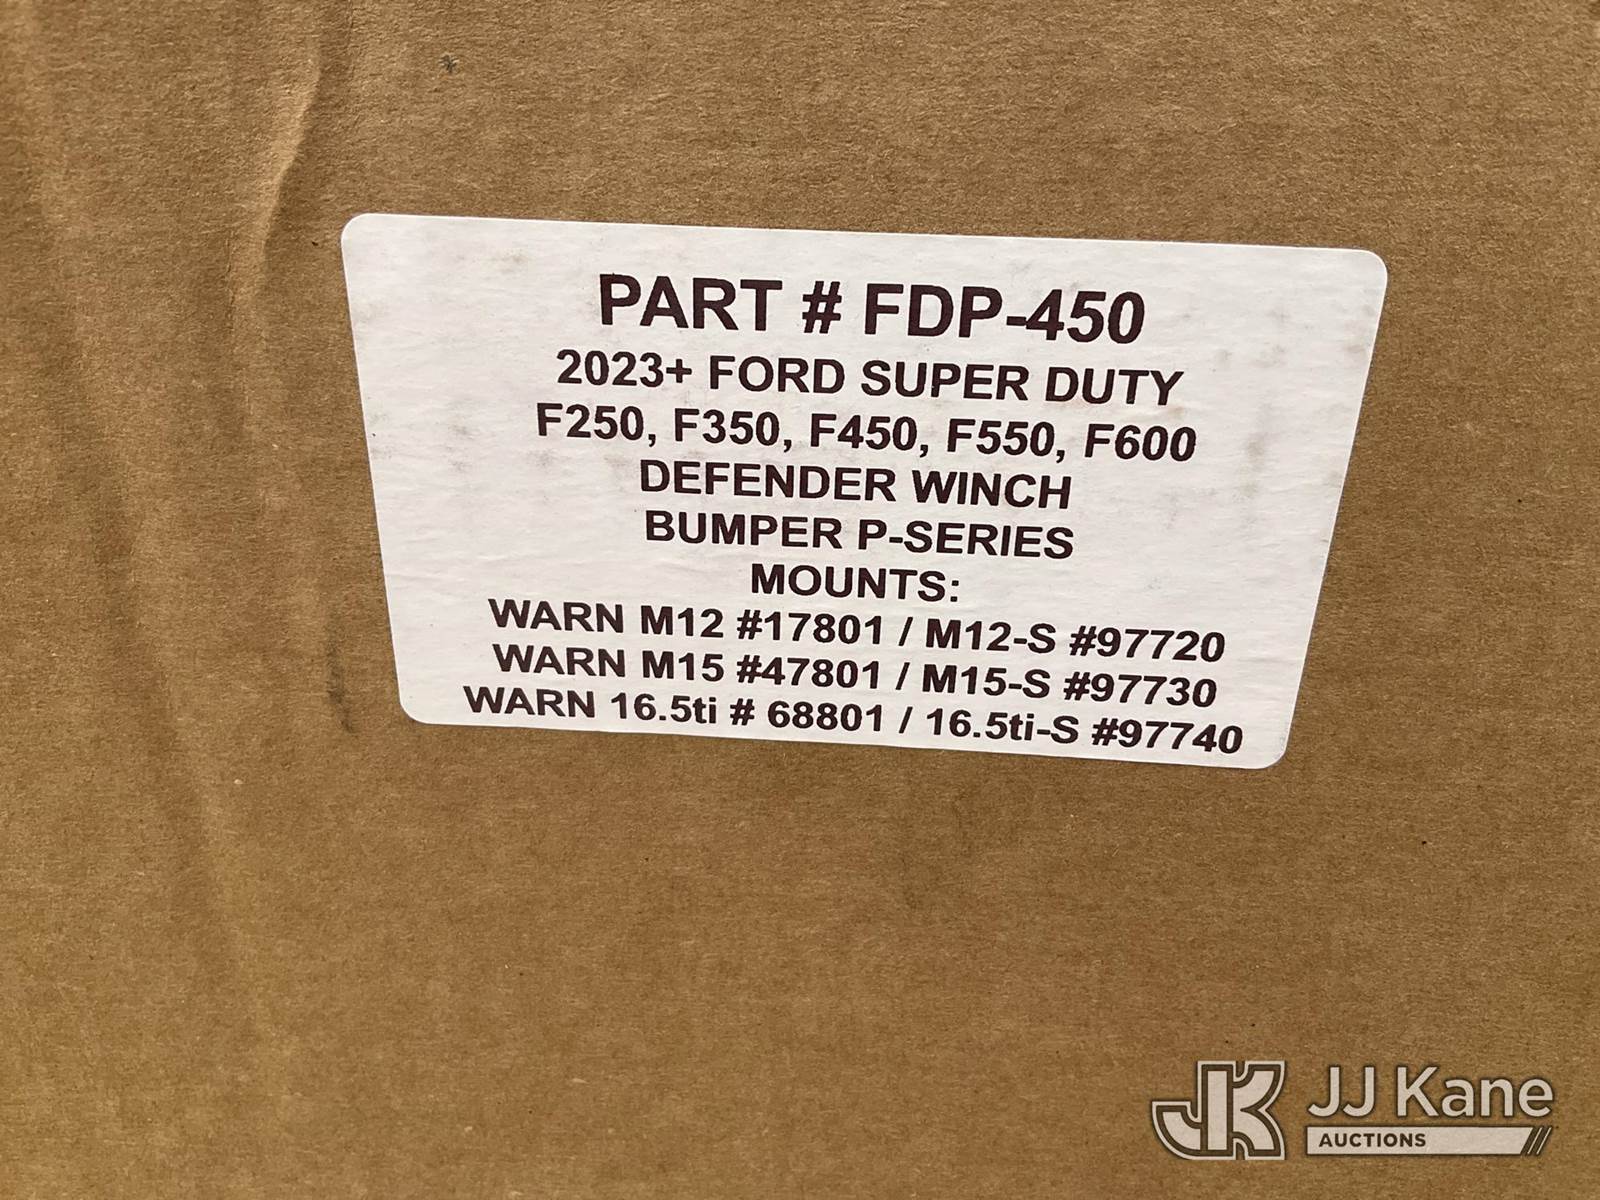 PART # FDP-450
2023+ FORD SUPER DUTY
F250, F350, F450, F550, F600
DEFENDER WINCH
BUMPER P-SERIES
MOUNTS:
WARN M12 #17801 / M12-S #97720
WARN M15 #47801 / M15-S #97730
WARN 16.5ti # 68801 / 16.5ti-S #97740
JK JJ Kane
AUCTIONS